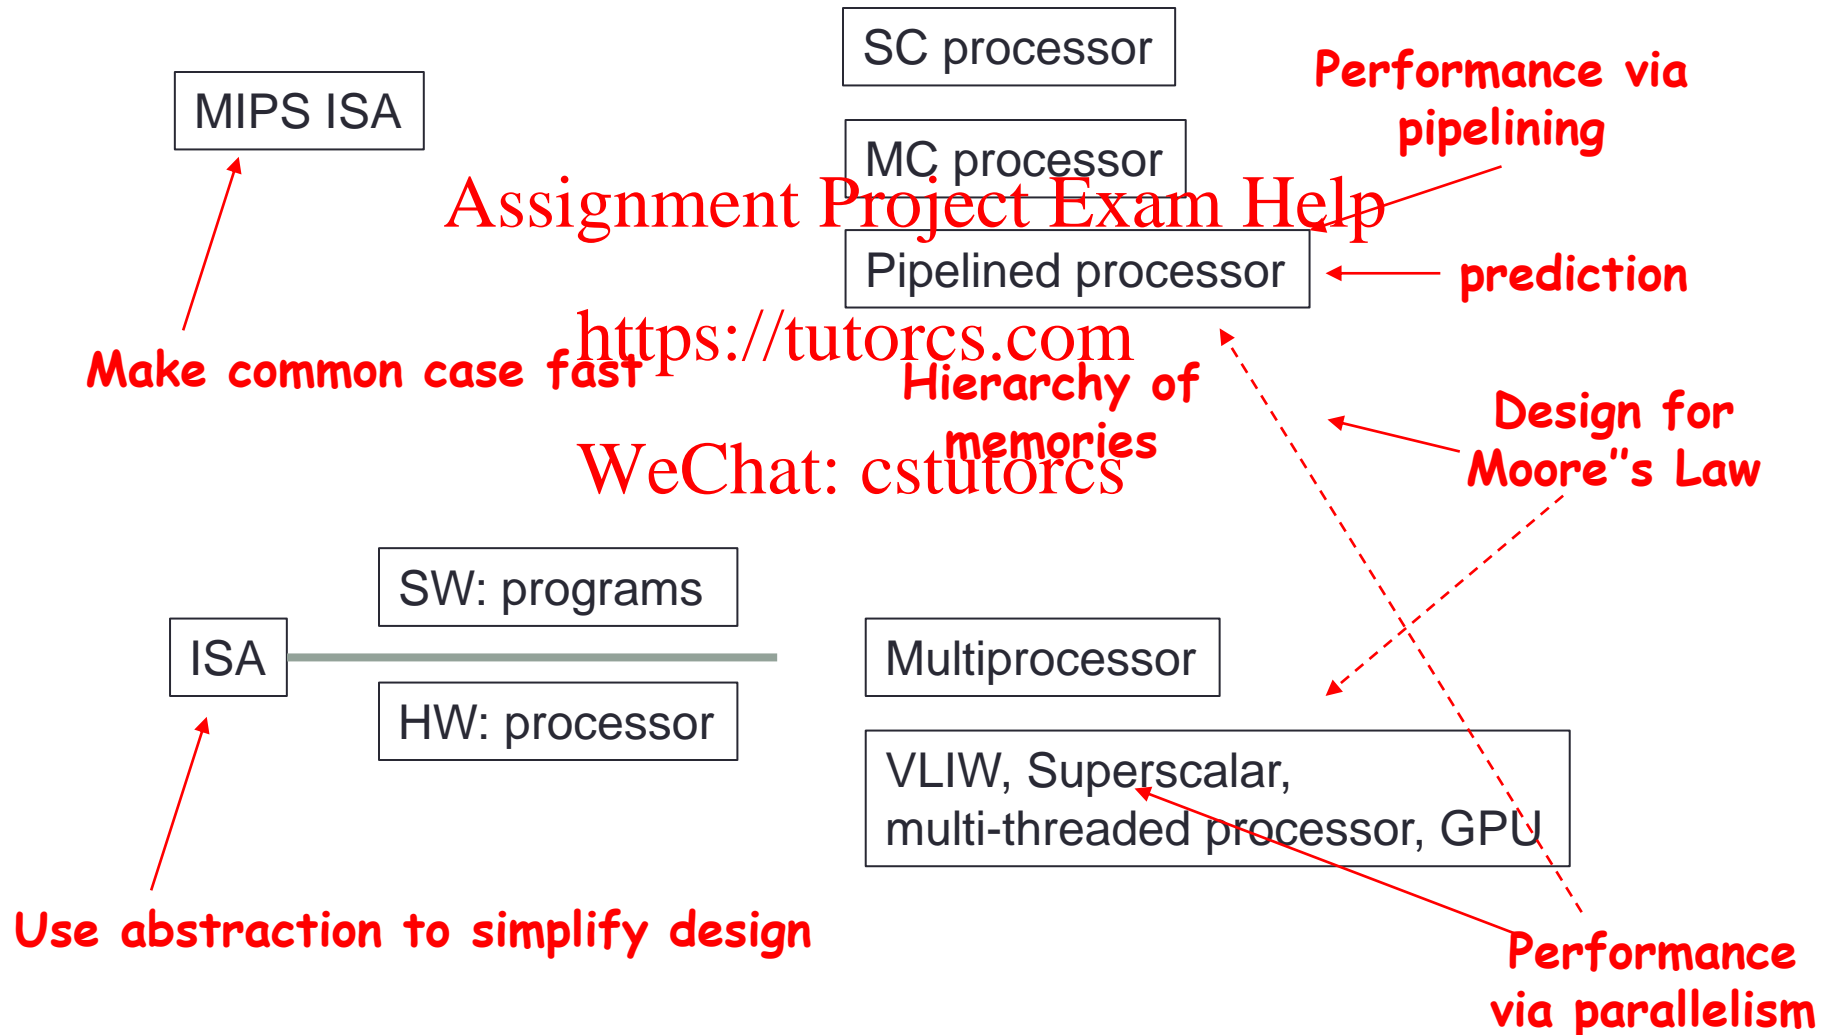 SC processor
Performance via
pipelining
MIPS ISA
MC processor
Assignment Project Exam Help
Pipelined processor
prediction
https://tutorcs.com
Make common case fast
Hierarchy of
memories
Design for
Moore''s Law
WeChat: cstutorcs
SW: programs
ISA
Multiprocessor
HW: processor
VLIW, Superscalar,
multi-threaded processor, GPU
Use abstraction to simplify design
Performance
via parallelism